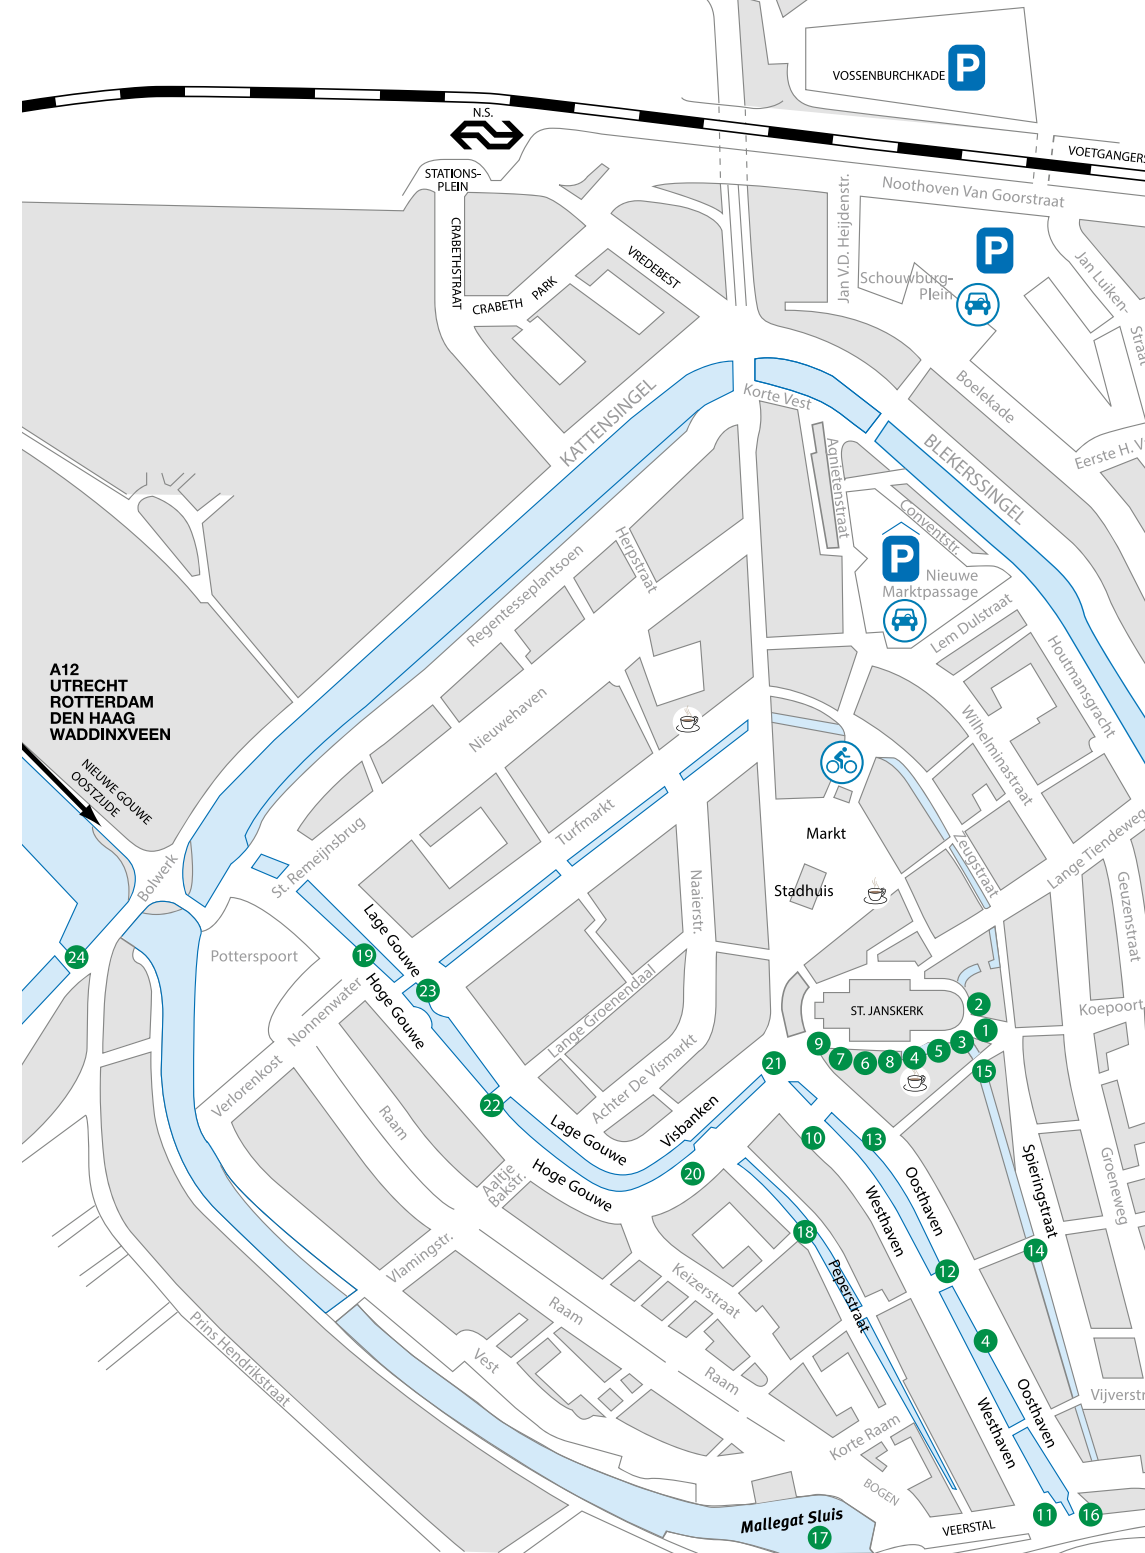 VOSSENBURCHKADE
P
N.S.
VOETGANGERS
STATIONS-
PLEIN
Noothoven Van Goorstraat
Jan V.D. Heijdenstr.
CRABETHSTRAAT
CRABETH PARK
VREDEBEST
P
Schouwburg-
Plein
Jan Luiken-
Straat
KATTENSINGEL
Korte Vest
Boelekade
BLEKERSSINGEL
Eerste H. V
Agnietenstraat
Conventstr.
P
Nieuwe
Marktpassage
Herpstraat
Regentesseplantsoen
Lem Dulstraat
Houtmansgracht
A12
UTRECHT
ROTTERDAM
DEN HAAG
WADDINXVEEN
Nieuwehaven
Wilhelminastraat
NIEUWE GOUWE
OOSTZIJDE
Turfmarkt
Markt
St. Remeijnsbrug
Bolwerk
Zeugstraat
Lange Tiendeweg
Stadhuis
Naaierstr.
Geuzenstraat
Lage Gouwe
Potterspoort
24
19
23
Hoge Gouwe
Nonnenwater
Lange Groenendaal
ST. JANSKERK
2
1
3
5
4
8
6
7
9
Koepoort
21
15
Verlorenkost
22
Achter De Vismarkt
Raam
Lage Gouwe
Visbanken
10
13
Spieringstraat
Groeneweg
Aaltje
Bakstr.
Hoge Gouwe
20
Oosthaven
Westhaven
18
14
12
Vlamingstr.
Keizerstraat
Peperstraat
Raam
4
Prins Hendrikstraat
Vest
Raam
Oosthaven
Westhaven
Vijverstr
Korte Raam
BOGEN
Mallegat Sluis
17
VEERSTAL
11
16